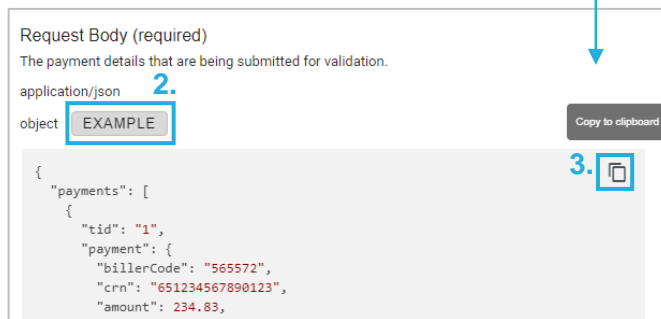 Request Body (required)
The payment details that are being submitted for validation.
application/json
2.
object EXAMPLE
Copy to clipboard
3.
{
"payments": [
{
"tid": "1",
"payment": {
"billerCode": "565572",
"crn": "651234567890123",
"amount": 234.83,